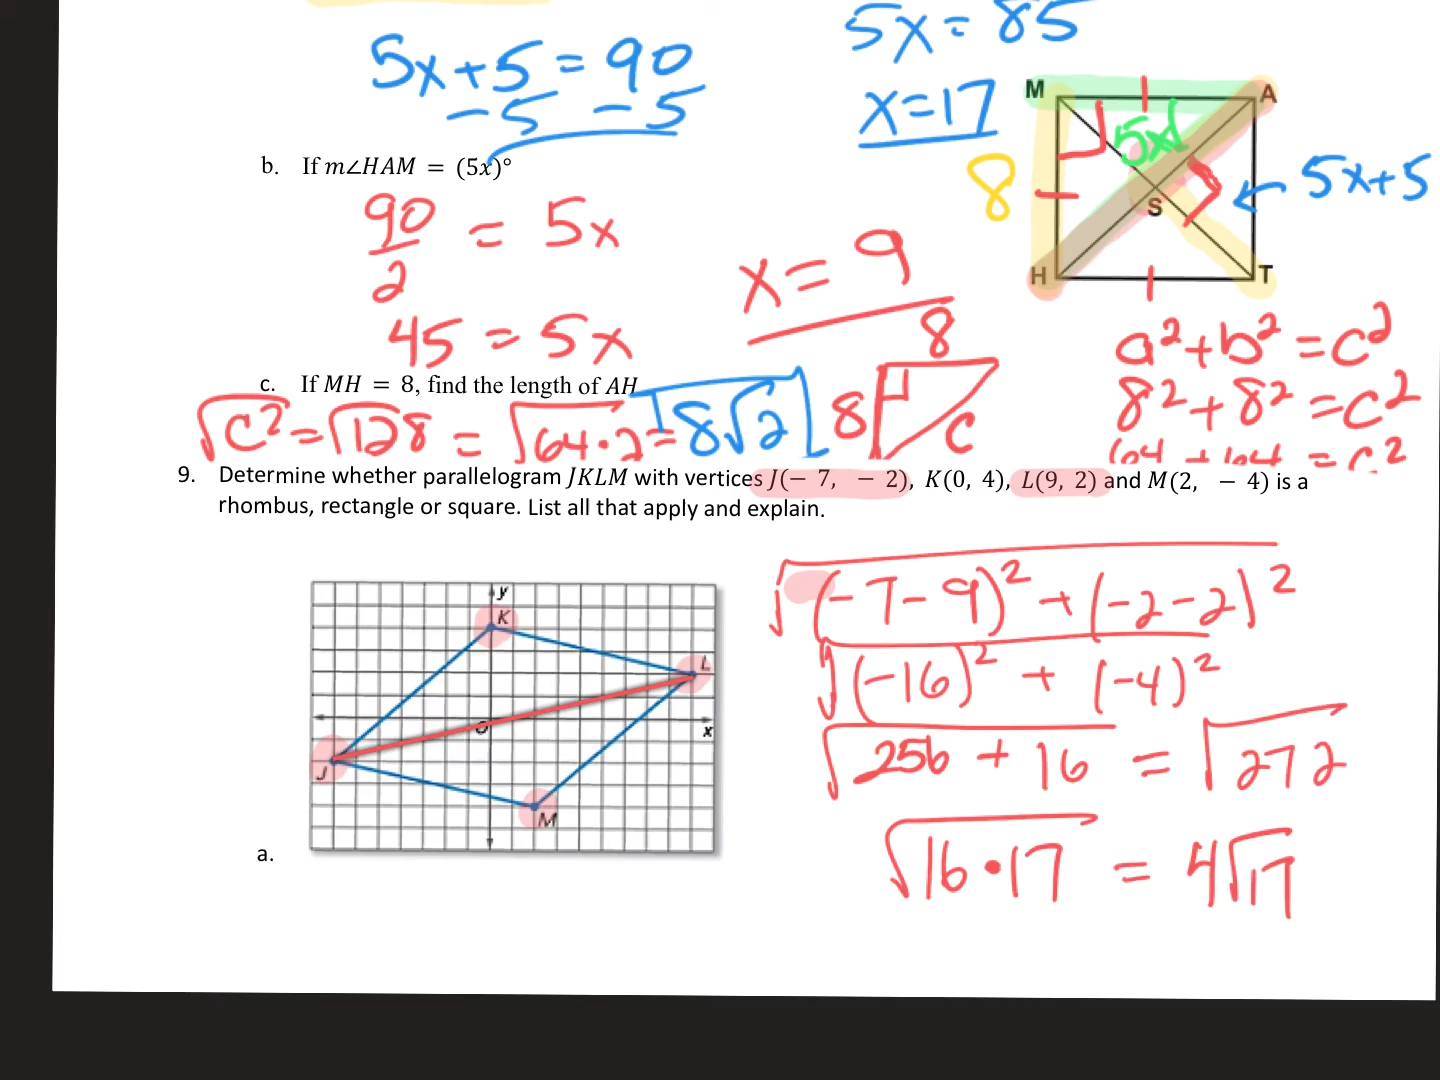 5x = 85
5x+5 = 90
-5 -5
x=17
M A
5x
8
5x+5
S
H T
b. If m∠HAM = (5x)°
90/2 = 5x
x = 9
45 = 5x
8
a²+b² = c²
c. If MH = 8, find the length of AH
8²+8² = c²
√c² = √128 = √64·2 = 8√2
8 c
64 + 64 = c²
9. Determine whether parallelogram JKLM with vertices J(− 7, − 2), K(0, 4), L(9, 2) and M(2, − 4) is a
rhombus, rectangle or square. List all that apply and explain.
√(-7-9)² + (-2-2)²
y
K
L
√(-16)² + (-4)²
O x
J
√256 + 16 = √272
M
a.
√16·17 = 4√17